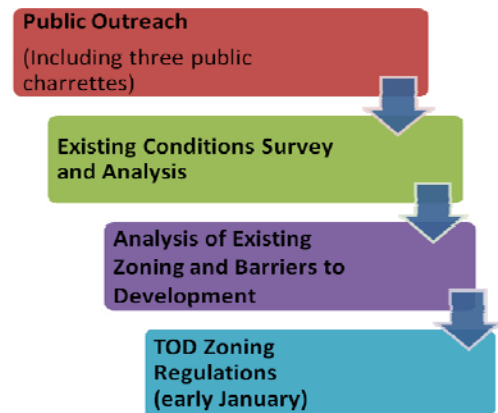 Public Outreach
(Including three public
charrettes)
Existing Conditions Survey
and Analysis
Analysis of Existing
Zoning and Barriers to
Development
TOD Zoning
Regulations
(early January)